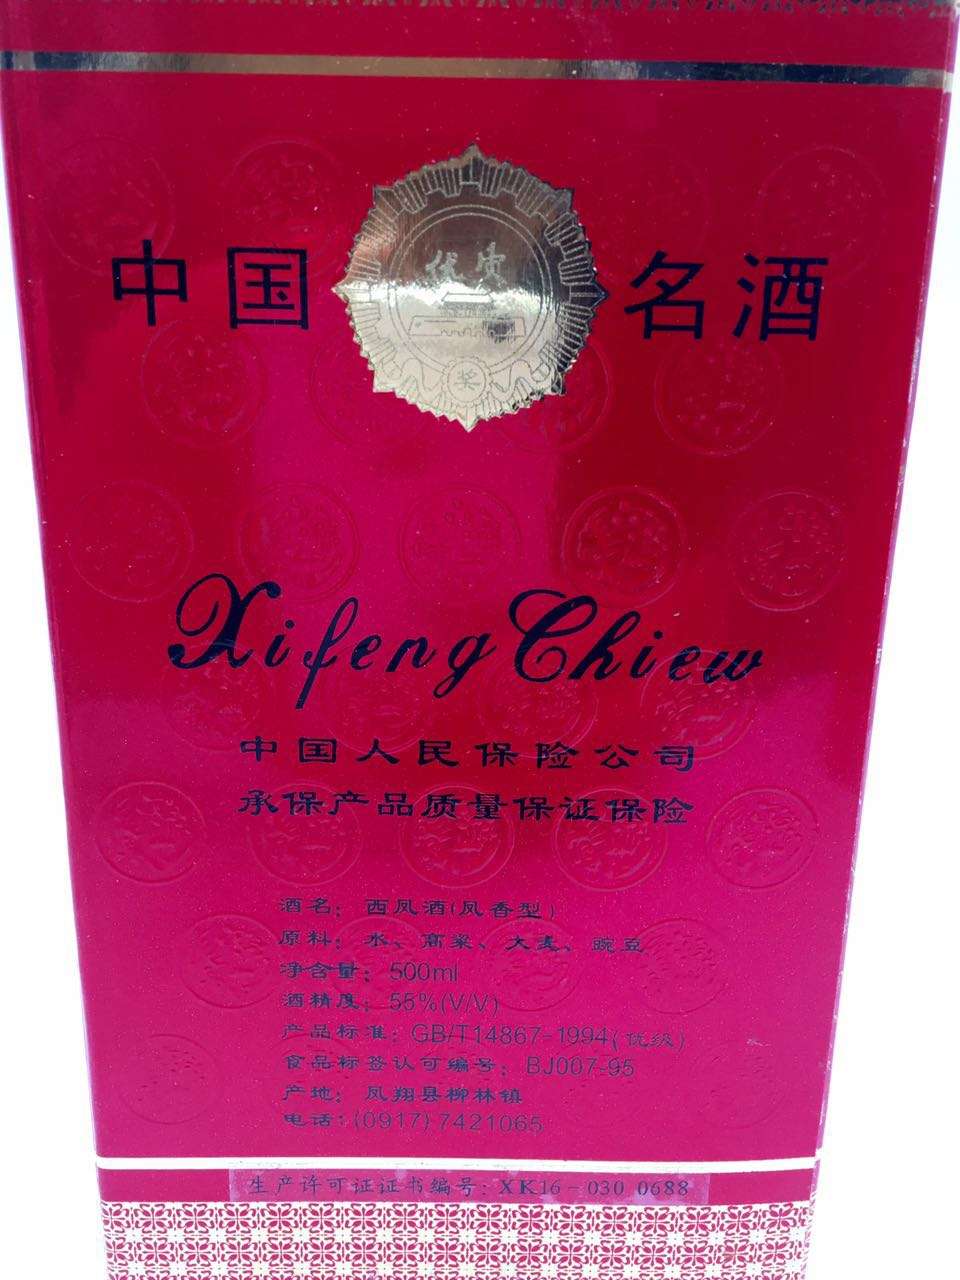 中国 名酒
优质
奖
Xifeng Chiew
中国人民保险公司
承保产品质量保证保险
酒名：西凤酒(凤香型)
原料：水、高粱、大麦、豌豆
净含量：500ml
酒精度：55%(V/V)
产品标准：GB/T14867-1994(优级)
食品标签认可编号：BJ007-95
产地：凤翔县柳林镇
电话：(0917)7421065
生产许可证证书编号：XK16-030 0688